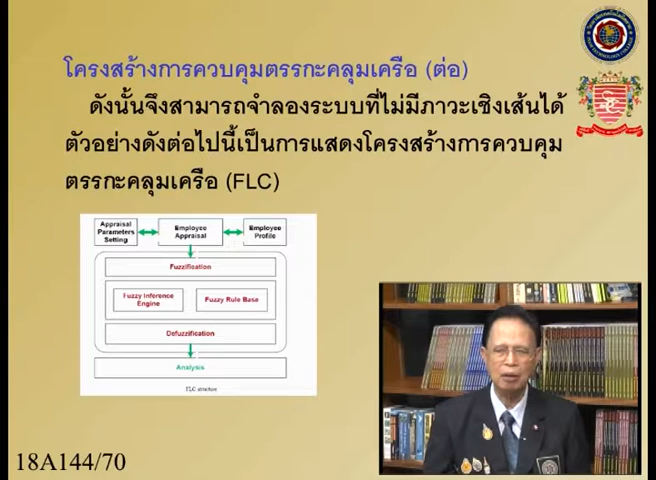 โครงสร้างการควบคุมตรรกะคลุมเครือ (ต่อ)
ดังนั้นจึงสามารถจำลองระบบที่ไม่มีภาวะเชิงเส้นได้
ตัวอย่างดังต่อไปนี้เป็นการแสดงโครงสร้างการควบคุม
ตรรกะคลุมเครือ (FLC)
Appraisal
Parameters
Setting
Employee
Appraisal
Employee
Profile
Fuzzification
Fuzzy Inference
Engine
Fuzzy Rule Base
Defuzzification
Analysis
FLC structure
18A144/70